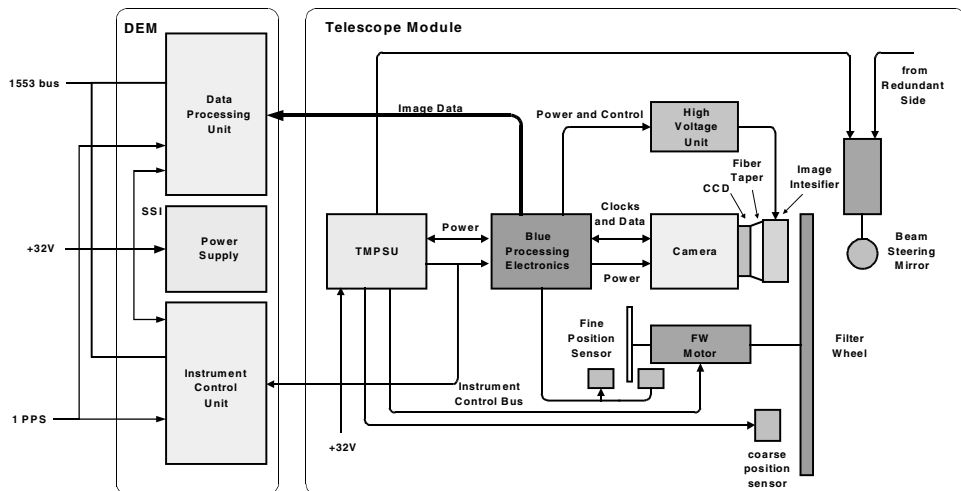 DEM
Telescope Module
1553 bus
Data
Processing
Unit
Image Data
Power and Control
High
Voltage
Unit
from
Redundant
Side
Fiber
Taper
Image
Intesifier
CCD
SSI
+32V
Power
Supply
TMPSU
Power
Blue
Processing
Electronics
Clocks
and Data
Power
Camera
Beam
Steering
Mirror
Fine
Position
Sensor
FW
Motor
Filter
Wheel
Instrument
Control
Unit
Instrument
Control Bus
1 PPS
+32V
coarse
position
sensor